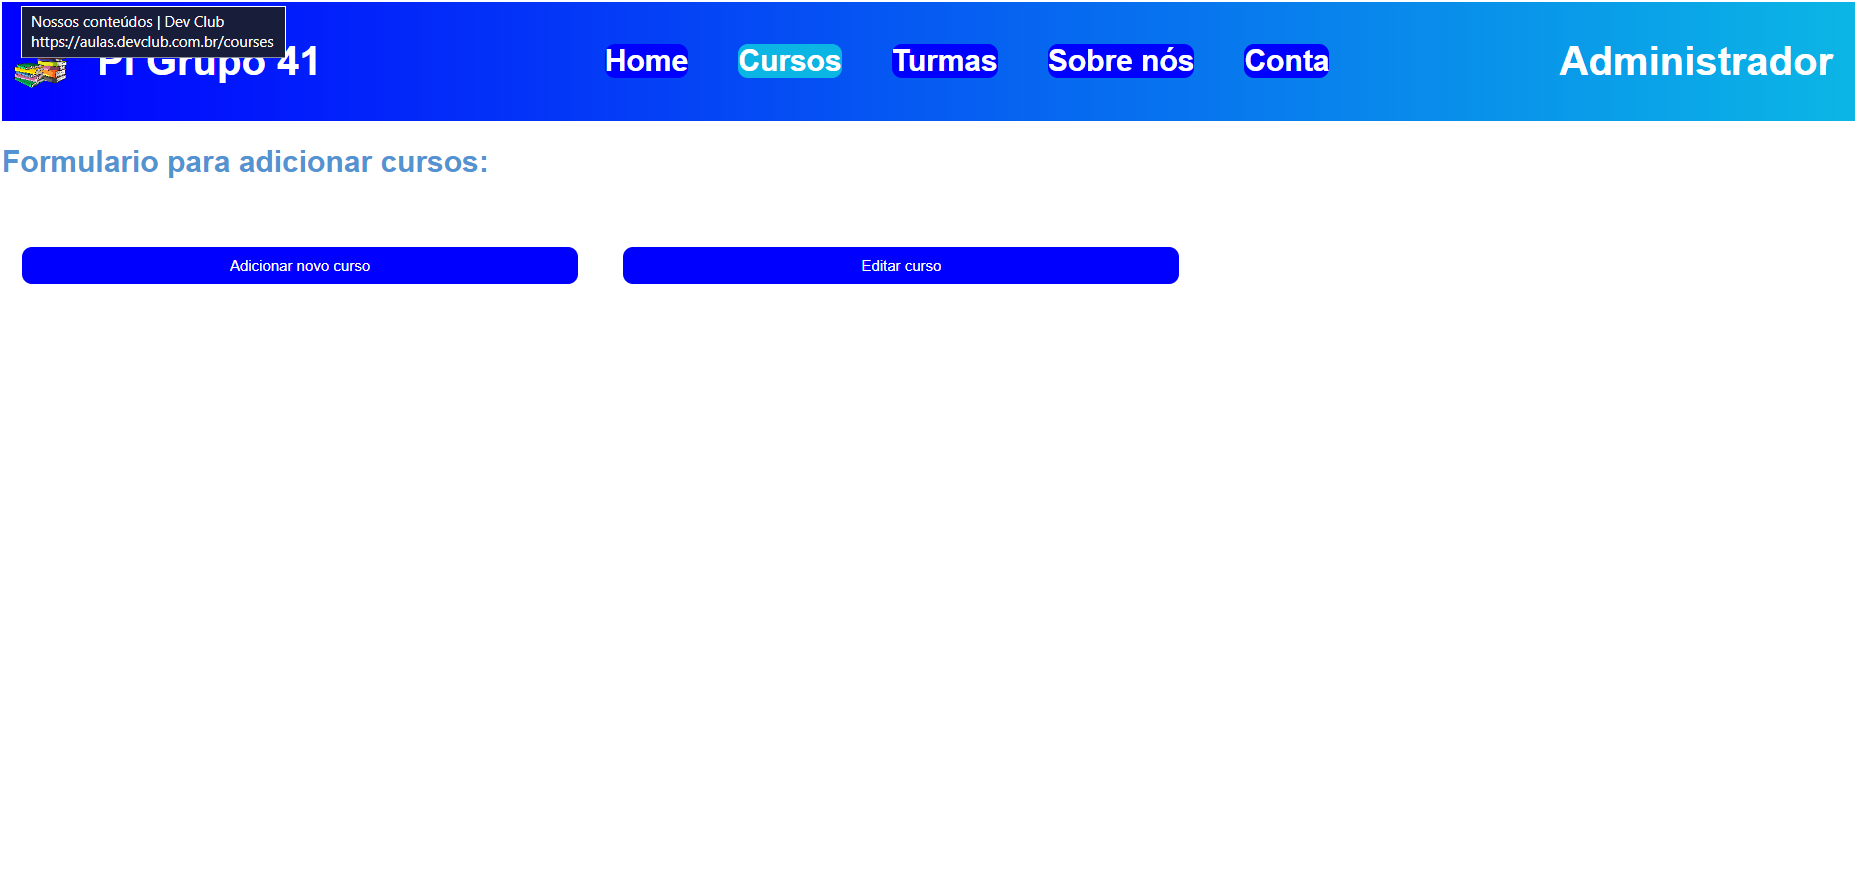 Nossos conteúdos | Dev Club
https://aulas.devclub.com.br/courses
PI Grupo 41
Home
Cursos
Turmas
Sobre nós
Conta
Administrador
Formulario para adicionar cursos:
Adicionar novo curso
Editar curso